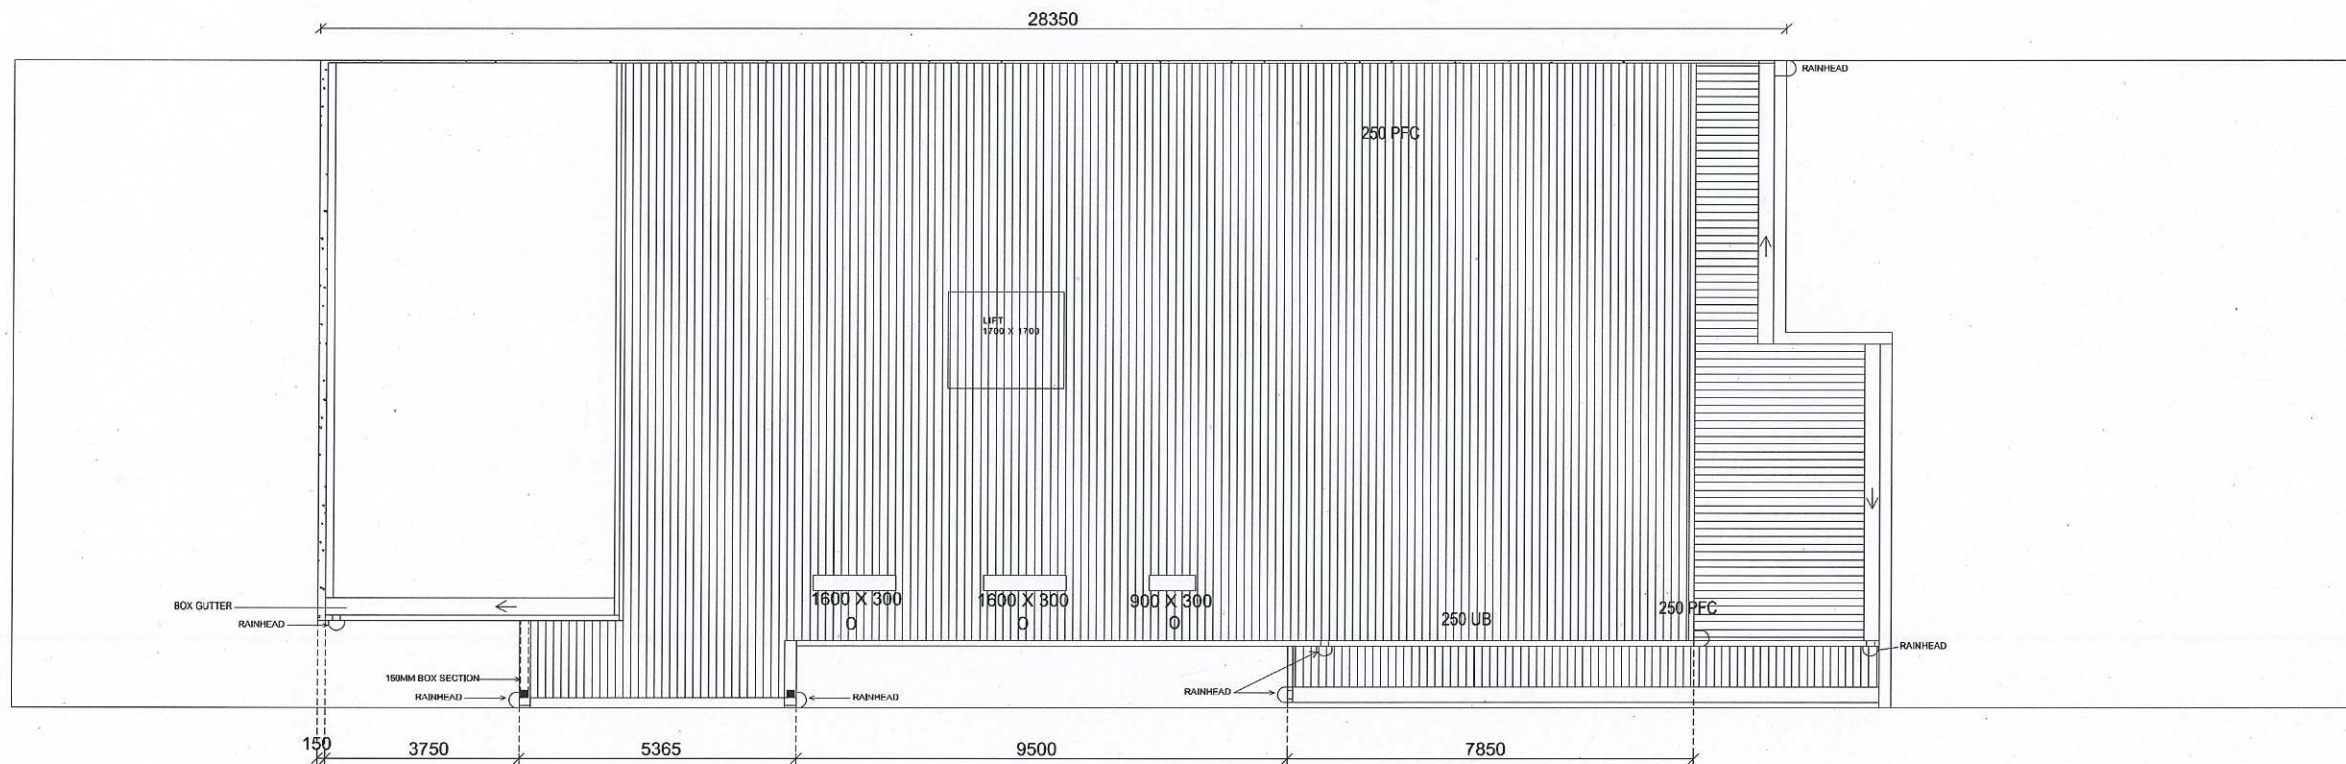 28350
RAINHEAD
250 PFC
LIFT
1700 X 1700
1600 X 300
O
1600 X 300
O
900 X 300
O
250 UB
250 PFC
BOX GUTTER
RAINHEAD
RAINHEAD
150MM BOX SECTION
RAINHEAD
RAINHEAD
RAINHEAD
150
3750
5365
9500
7850